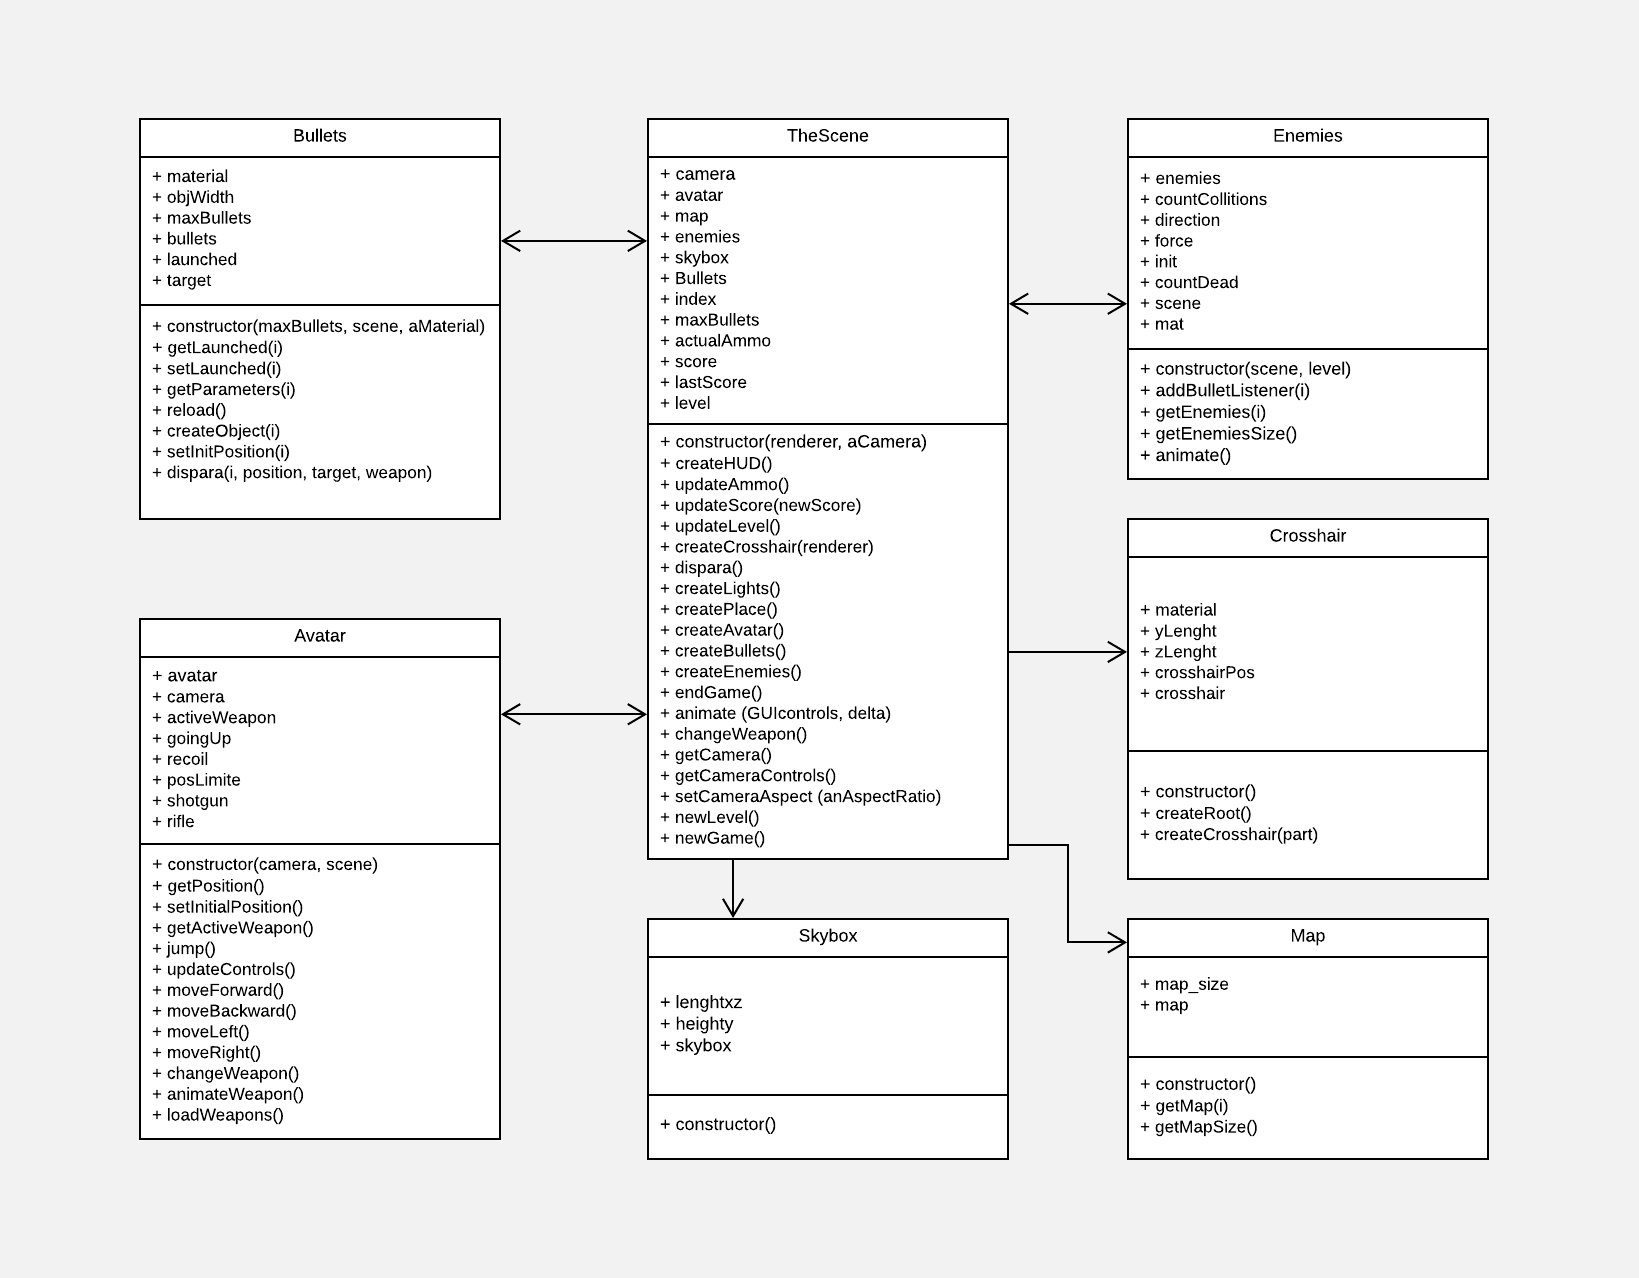 Bullets
+ material
+ objWidth
+ maxBullets
+ bullets
+ launched
+ target
+ constructor(maxBullets, scene, aMaterial)
+ getLaunched(i)
+ setLaunched(i)
+ getParameters(i)
+ reload()
+ createObject(i)
+ setInitPosition(i)
+ dispara(i, position, target, weapon)
Avatar
+ avatar
+ camera
+ activeWeapon
+ goingUp
+ recoil
+ posLimite
+ shotgun
+ rifle
+ constructor(camera, scene)
+ getPosition()
+ setInitialPosition()
+ getActiveWeapon()
+ jump()
+ updateControls()
+ moveForward()
+ moveBackward()
+ moveLeft()
+ moveRight()
+ changeWeapon()
+ animateWeapon()
+ loadWeapons()
TheScene
+ camera
+ avatar
+ map
+ enemies
+ skybox
+ Bullets
+ index
+ maxBullets
+ actualAmmo
+ score
+ lastScore
+ level
+ constructor(renderer, aCamera)
+ createHUD()
+ updateAmmo()
+ updateScore(newScore)
+ updateLevel()
+ createCrosshair(renderer)
+ dispara()
+ createLights()
+ createPlace()
+ createAvatar()
+ createBullets()
+ createEnemies()
+ endGame()
+ animate (GUIcontrols, delta)
+ changeWeapon()
+ getCamera()
+ getCameraControls()
+ setCameraAspect (anAspectRatio)
+ newLevel()
+ newGame()
Skybox
+ lenghtxz
+ heighty
+ skybox
+ constructor()
Enemies
+ enemies
+ countCollitions
+ direction
+ force
+ init
+ countDead
+ scene
+ mat
+ constructor(scene, level)
+ addBulletListener(i)
+ getEnemies(i)
+ getEnemiesSize()
+ animate()
Crosshair
+ material
+ yLenght
+ zLenght
+ crosshairPos
+ crosshair
+ constructor()
+ createRoot()
+ createCrosshair(part)
Map
+ map_size
+ map
+ constructor()
+ getMap(i)
+ getMapSize()